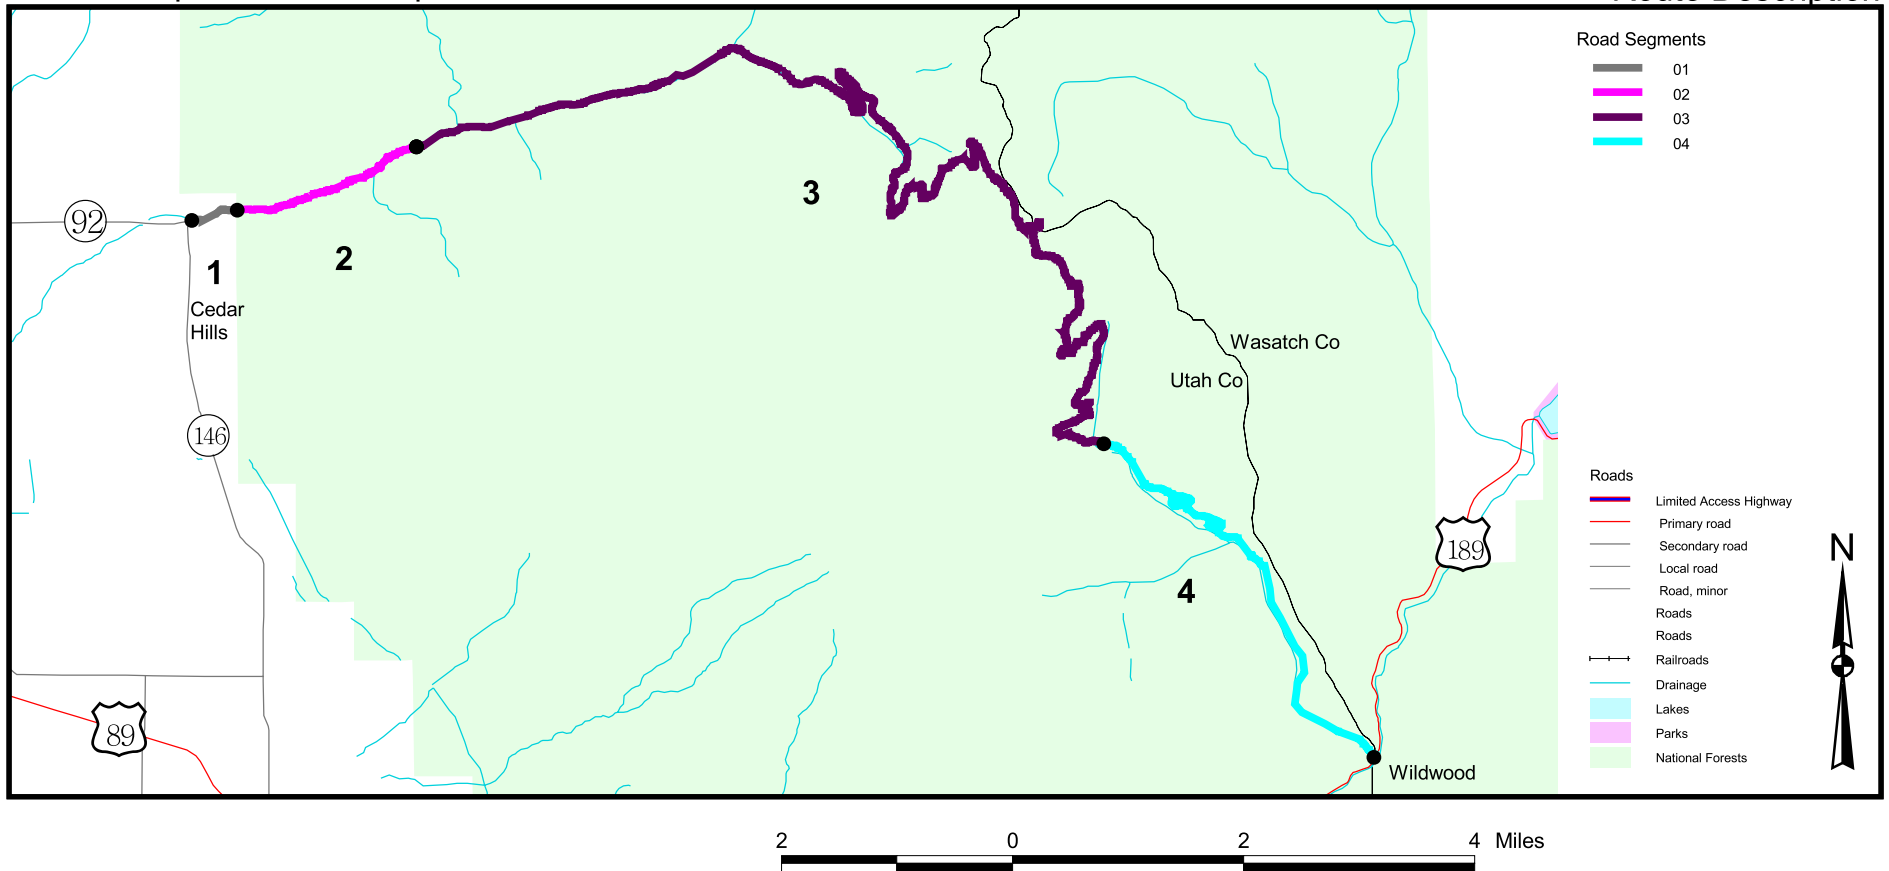 Road Segments
01
02
03
04
92
1
2
3
Cedar
Hills
Wasatch Co
Utah Co
146
189
4
89
Wildwood
Roads
Limited Access Highway
Primary road
Secondary road
Local road
Road, minor
Roads
Roads
Railroads
Drainage
Lakes
Parks
National Forests
N
2 0 2 4 Miles